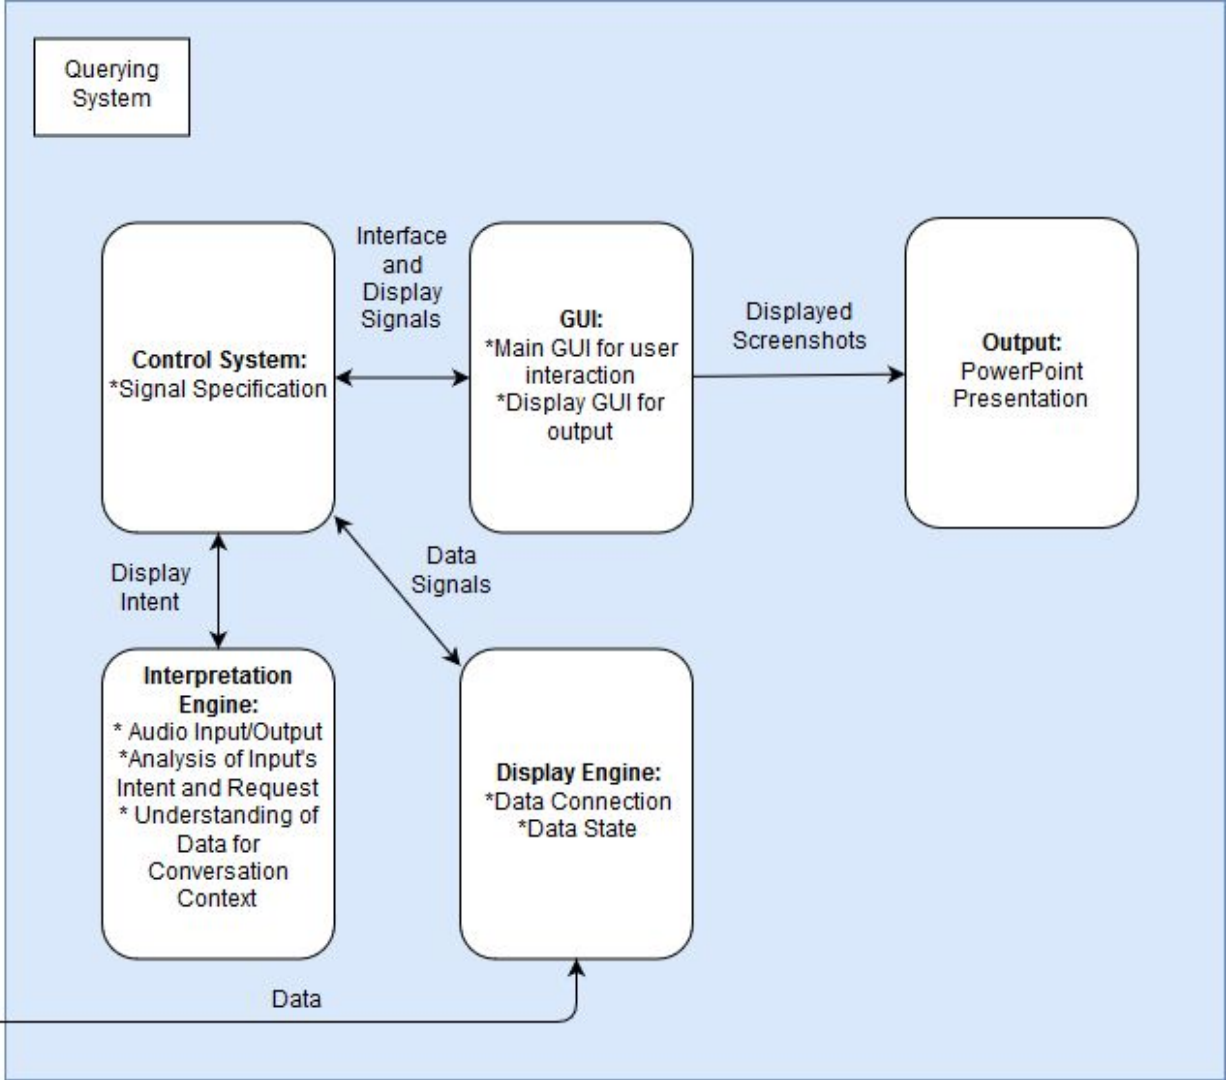 Querying
System
Interface
and
Display
Signals
Control System:
*Signal Specification
GUI:
*Main GUI for user
interaction
*Display GUI for
output
Displayed
Screenshots
Output:
PowerPoint
Presentation
Display
Intent
Data
Signals
Interpretation
Engine:
* Audio Input/Output
*Analysis of Input's
Intent and Request
* Understanding of
Data for
Conversation
Context
Display Engine:
*Data Connection
*Data State
Data